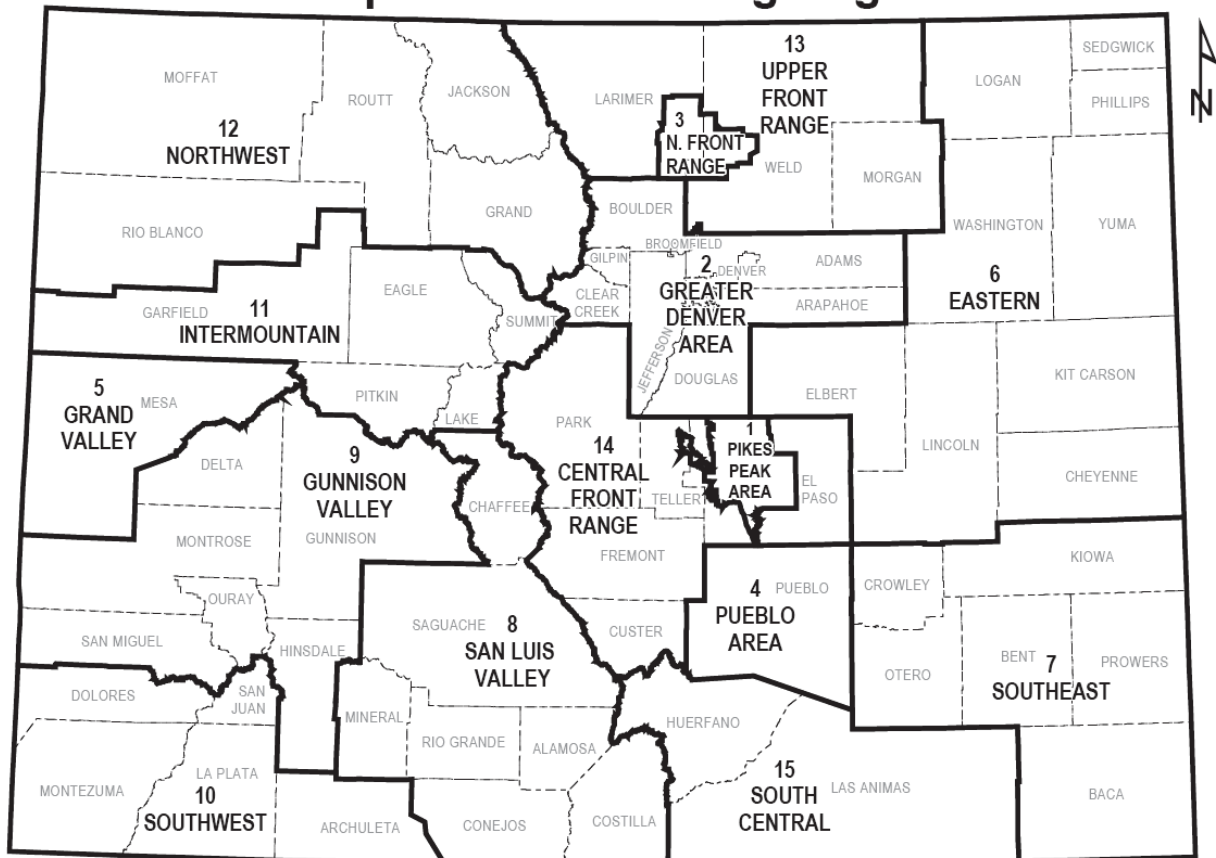 MOFFAT
ROUTT
JACKSON
LARIMER
13
UPPER
FRONT
RANGE
LOGAN
SEDGWICK
PHILLIPS
N
12
NORTHWEST
3
N. FRONT
RANGE
WELD
MORGAN
RIO BLANCO
GRAND
BOULDER
WASHINGTON
YUMA
BROOMFIELD
GILPIN
2
GREATER
DENVER
AREA
DENVER
ADAMS
ARAPAHOE
6
EASTERN
EAGLE
CLEAR
CREEK
GARFIELD
11
INTERMOUNTAIN
SUMMIT
JEFFERSON
DOUGLAS
ELBERT
KIT CARSON
5
GRAND
VALLEY
MESA
PITKIN
LAKE
PARK
14
CENTRAL
FRONT
RANGE
1
PIKES
PEAK
AREA
LINCOLN
CHEYENNE
DELTA
9
GUNNISON
VALLEY
CHAFFEE
TELLER
EL
PASO
MONTROSE
GUNNISON
FREMONT
KIOWA
OURAY
4
PUEBLO
AREA
PUEBLO
CROWLEY
SAN MIGUEL
HINSDALE
SAGUACHE
8
SAN LUIS
VALLEY
CUSTER
OTERO
BENT
7
SOUTHEAST
PROWERS
DOLORES
SAN
JUAN
MINERAL
RIO GRANDE
ALAMOSA
HUERFANO
MONTEZUMA
LA PLATA
10
SOUTHWEST
ARCHULETA
CONEJOS
COSTILLA
15
SOUTH
CENTRAL
LAS ANIMAS
BACA